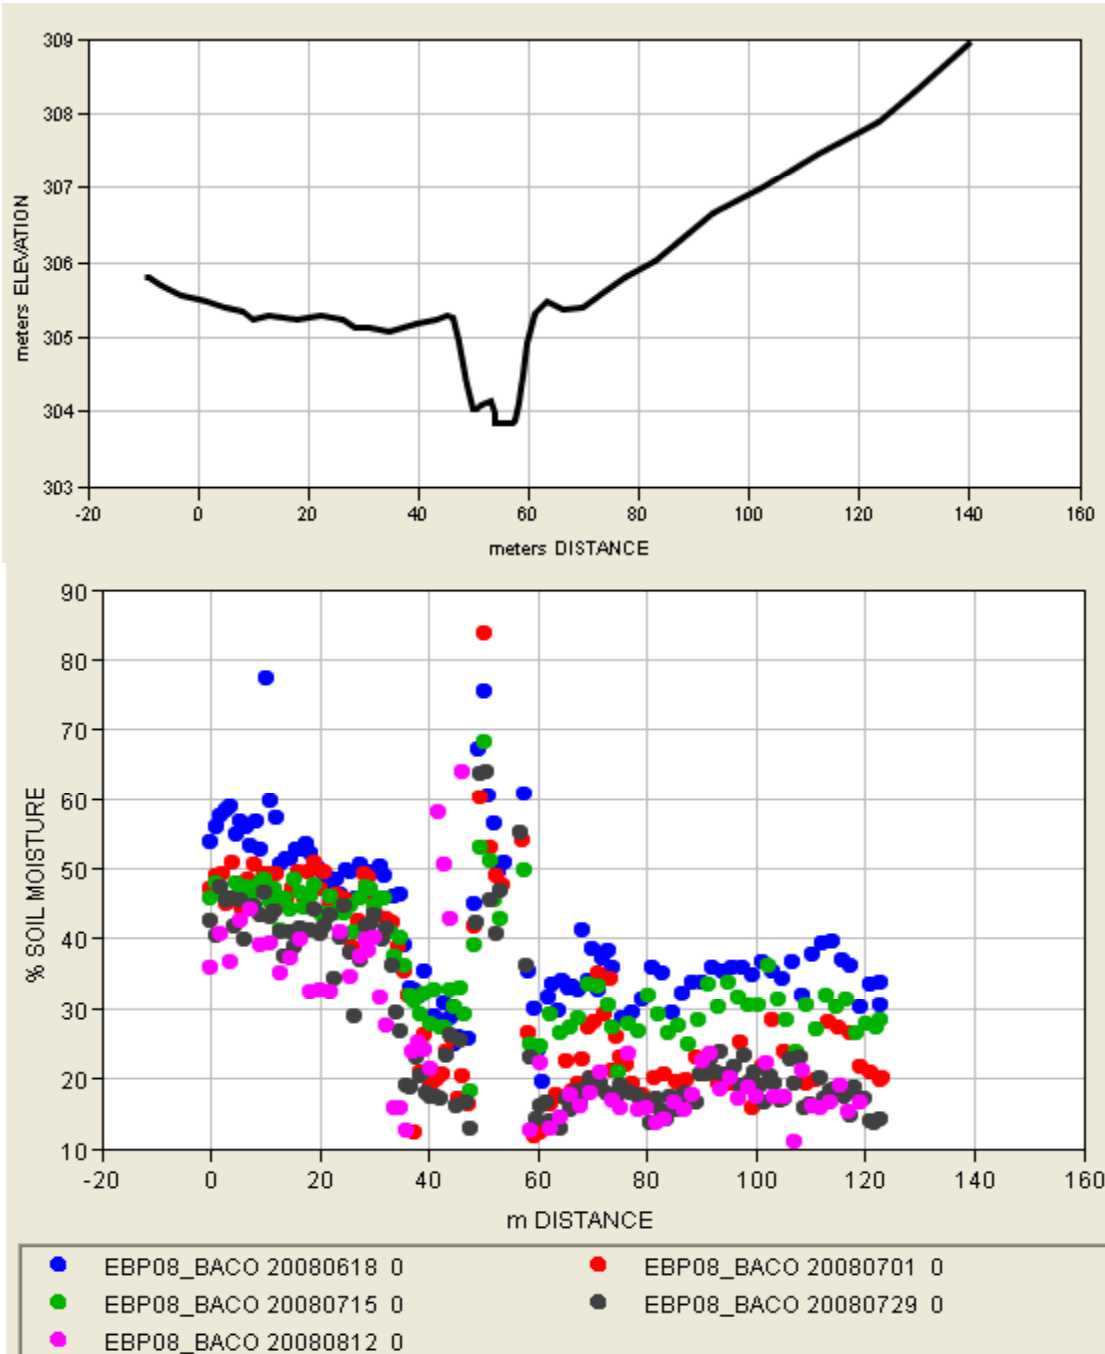 309
308
307
306
305
304
303
meters ELEVATION
-20 0 20 40 60 80 100 120 140 160
meters DISTANCE
90
80
70
60
50
40
30
20
10
% SOIL MOISTURE
-20 0 20 40 60 80 100 120 140 160
m DISTANCE
EBP08_BACO 20080618 0 EBP08_BACO 20080701 0
EBP08_BACO 20080715 0 EBP08_BACO 20080729 0
EBP08_BACO 20080812 0